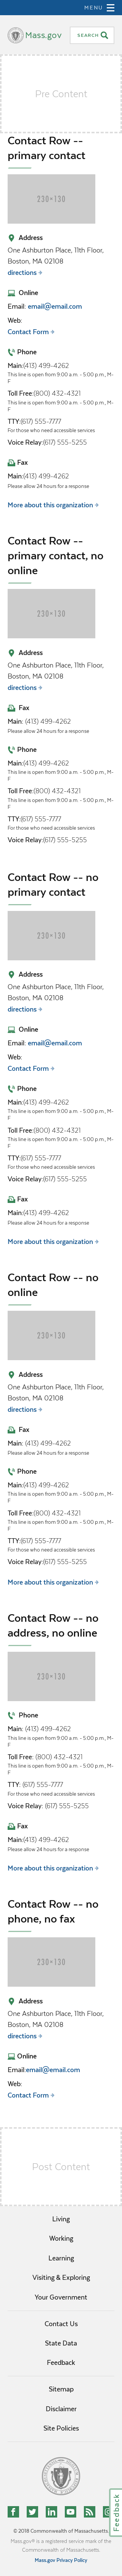 MENU
Mass.gov
SEARCH
Pre Content
Contact Row --
primary contact
230×130
Address
One Ashburton Place, 11th Floor,
Boston, MA 02108
directions
Online
Email: email@email.com
Web:
Contact Form
Phone
Main:(413) 499-4262
This line is open from 9:00 a.m. - 5:00 p.m., M-
F
Toll Free:(800) 432-4321
This line is open from 9:00 a.m. - 5:00 p.m., M-
F
TTY:(617) 555-7777
For those who need accessible services
Voice Relay:(617) 555-5255
Fax
Main:(413) 499-4262
Please allow 24 hours for a response
More about this organization
Contact Row --
primary contact, no
online
230×130
Address
One Ashburton Place, 11th Floor,
Boston, MA 02108
directions
Fax
Main: (413) 499-4262
Please allow 24 hours for a response
Phone
Main:(413) 499-4262
This line is open from 9:00 a.m. - 5:00 p.m., M-
F
Toll Free:(800) 432-4321
This line is open from 9:00 a.m. - 5:00 p.m., M-
F
TTY:(617) 555-7777
For those who need accessible services
Voice Relay:(617) 555-5255
Contact Row -- no
primary contact
230×130
Address
One Ashburton Place, 11th Floor,
Boston, MA 02108
directions
Online
Email: email@email.com
Web:
Contact Form
Phone
Main:(413) 499-4262
This line is open from 9:00 a.m. - 5:00 p.m., M-
F
Toll Free:(800) 432-4321
This line is open from 9:00 a.m. - 5:00 p.m., M-
F
TTY:(617) 555-7777
For those who need accessible services
Voice Relay:(617) 555-5255
Fax
Main:(413) 499-4262
Please allow 24 hours for a response
More about this organization
Contact Row -- no
online
230×130
Address
One Ashburton Place, 11th Floor,
Boston, MA 02108
directions
Fax
Main: (413) 499-4262
Please allow 24 hours for a response
Phone
Main:(413) 499-4262
This line is open from 9:00 a.m. - 5:00 p.m., M-
F
Toll Free:(800) 432-4321
This line is open from 9:00 a.m. - 5:00 p.m., M-
F
TTY:(617) 555-7777
For those who need accessible services
Voice Relay:(617) 555-5255
More about this organization
Contact Row -- no
address, no online
230×130
Phone
Main: (413) 499-4262
This line is open from 9:00 a.m. - 5:00 p.m., M-
F
Toll Free: (800) 432-4321
This line is open from 9:00 a.m. - 5:00 p.m., M-
F
TTY: (617) 555-7777
For those who need accessible services
Voice Relay: (617) 555-5255
Fax
Main:(413) 499-4262
Please allow 24 hours for a response
More about this organization
Contact Row -- no
phone, no fax
230×130
Address
One Ashburton Place, 11th Floor,
Boston, MA 02108
directions
Online
Email:email@email.com
Web:
Contact Form
Post Content
Living
Working
Learning
Visiting & Exploring
Your Government
Contact Us
State Data
Feedback
Sitemap
Disclaimer
Site Policies
Feedback
© 2018 Commonwealth of Massachusetts.
Mass.gov® is a registered service mark of the
Commonwealth of Massachusetts.
Mass.gov Privacy Policy